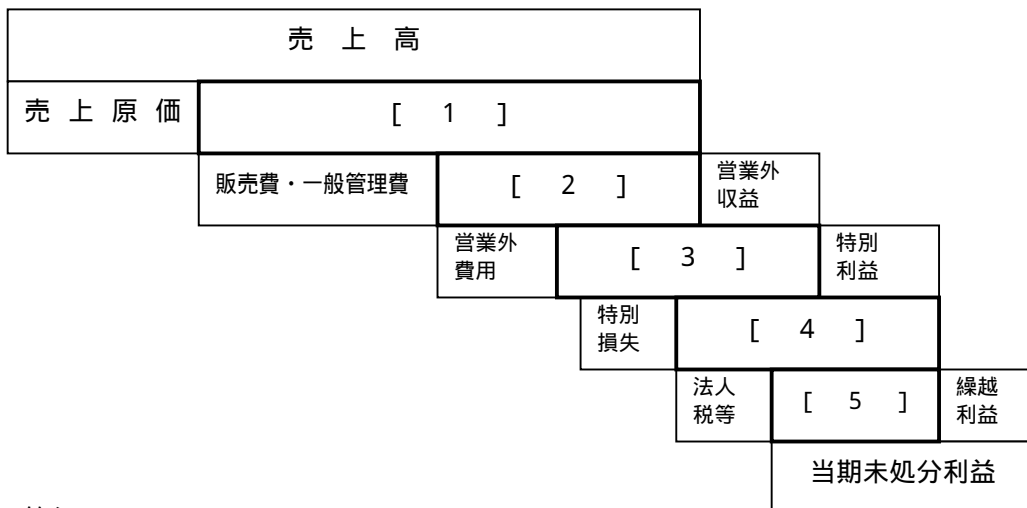 売 上 高
売 上 原 価
[ 1 ]
販売費・一般管理費
[ 2 ]
営業外
収益
営業外
費用
[ 3 ]
特別
利益
特別
損失
[ 4 ]
法人
税等
[ 5 ]
繰越
利益
当期未処分利益